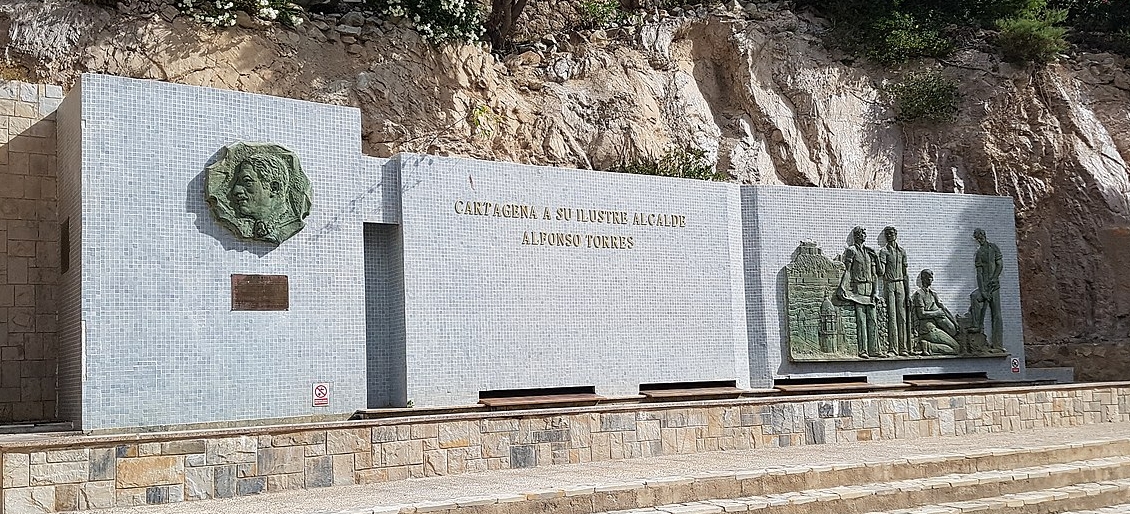 CARTAGENA A SU ILUSTRE ALCALDE
ALFONSO TORRES